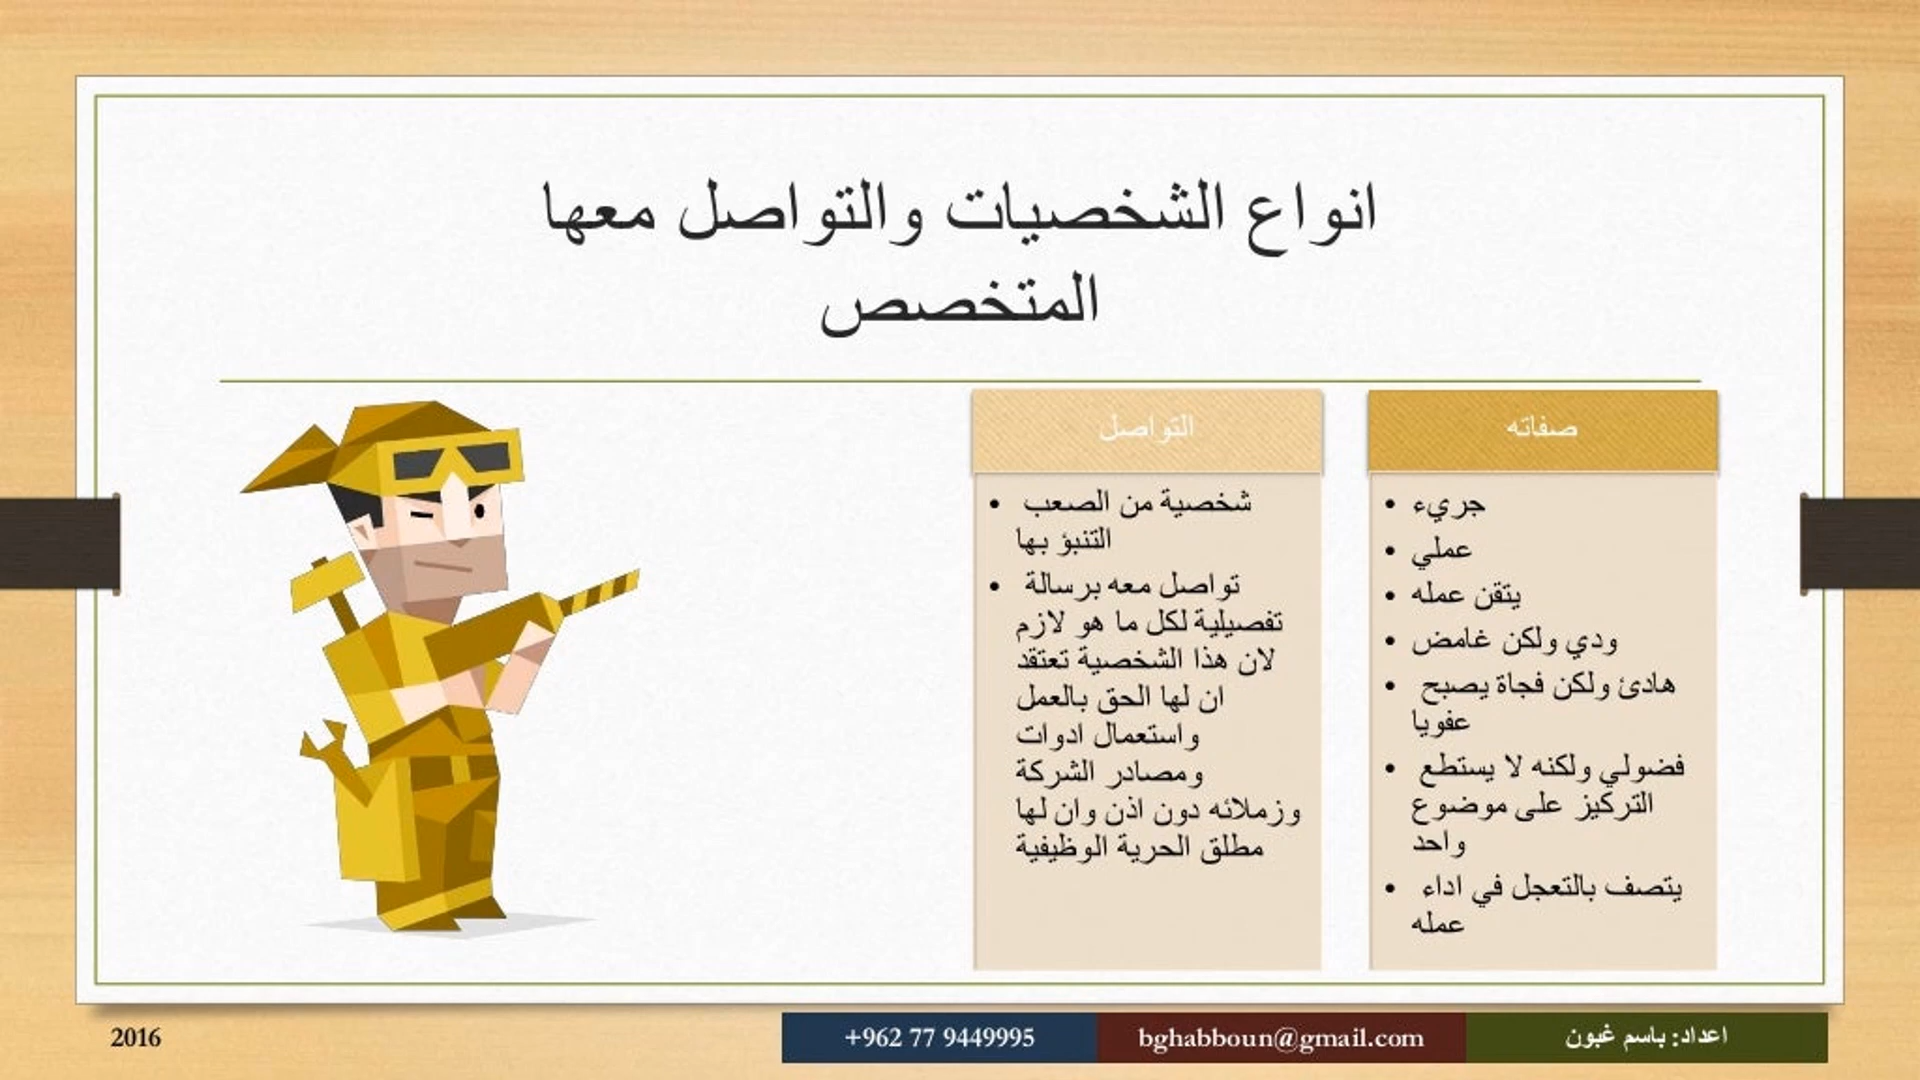 انواع الشخصيات والتواصل معها
المتخصص
صفاته
• جريء
• عملي
• يتقن عمله
• ودي ولكن غامض
• هادئ ولكن فجاة يصبح
عفويا
• فضولي ولكنه لا يستطع
التركيز على موضوع
واحد
• يتصف بالتعجل في اداء
عمله
التواصل
• شخصية من الصعب
التنبؤ بها
• تواصل معه برسالة
تفصيلية لكل ما هو لازم
لان هذا الشخصية تعتقد
ان لها الحق بالعمل
واستعمال ادوات
ومصادر الشركة
وزملائه دون اذن وان لها
مطلق الحرية الوظيفية
اعداد: باسم غبون
bghabboun@gmail.com
+962 77 9449995
2016